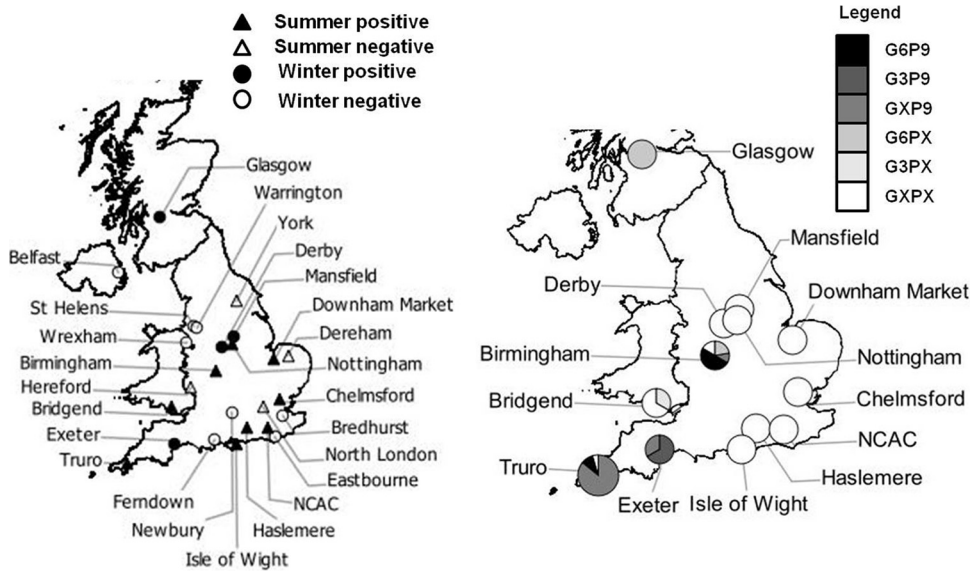 Summer positive
Summer negative
Winter positive
Winter negative
Glasgow
Warrington
York
Derby
Mansfield
Downham Market
Dereham
Nottingham
Chelmsford
Bredhurst
North London
Eastbourne
NCAC
Haslemere
Isle of Wight
Newbury
Ferndown
Truro
Exeter
Bridgend
Hereford
Birmingham
Wrexham
St Helens
Belfast
Legend
G6P9
G3P9
GXP9
G6PX
G3PX
GXPX
Glasgow
Mansfield
Derby
Downham Market
Birmingham
Nottingham
Bridgend
Chelmsford
NCAC
Truro
Haslemere
Exeter
Isle of Wight